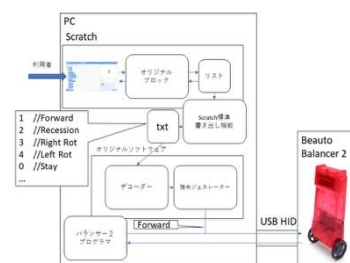 PC
Scratch
利用者
オリジナル
ブロック
リスト
1 //Forward
2 //Recession
3 //Right Rot
4 //Left Rot
0 //Stay
...
txt
Scratch標準
書き出し機能
オリジナルソフトウェア
デコーダー
指令ジェネレーター
Forward
バランサー2
プログラマ
USB HID
Beauto
Balancer 2